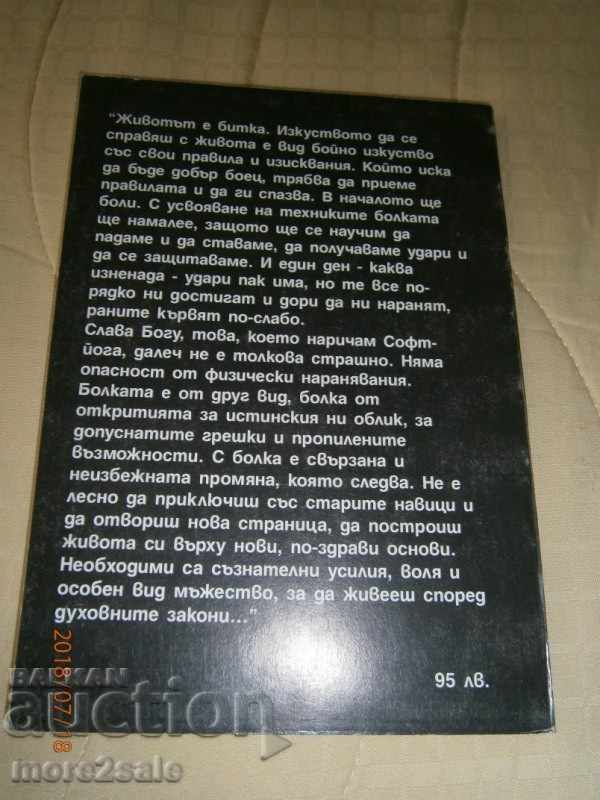 "Животът е битка. Изкуството да се
справяш с живота е вид бойно изкуство
със свои правила и изисквания. Който иска
да бъде добър боец, трябва да приеме
правилата и да ги спазва. В началото ще
боли. С усвояване на техниките болката
ще намалее, защото ще се научим да
падаме и да ставаме, да получаваме удари и
да се защитаваме. И един ден - каква
изненада - удари пак има, но те все по-
рядко ни достигат и дори да ни наранят,
раните кървят по-слабо.
Слава Богу, това, което наричам Софт-
йога, далеч не е толкова страшно. Няма
опасност от физически наранявания.
Болката е от друг вид, болка от
откритията за истинския ни облик, за
допуснатите грешки и пропилените
възможности. С болка е свързана и
неизбежната промяна, която следва. Не е
лесно да приключиш със старите навици и
да отвориш нова страница, да построиш
живота си върху нови, по-здрави основи.
Необходими са съзнателни усилия, воля и
особен вид мъжество, за да живееш според
духовните закони..."
95 лв.
2018/07/18
BALKAN
auction
more2sale